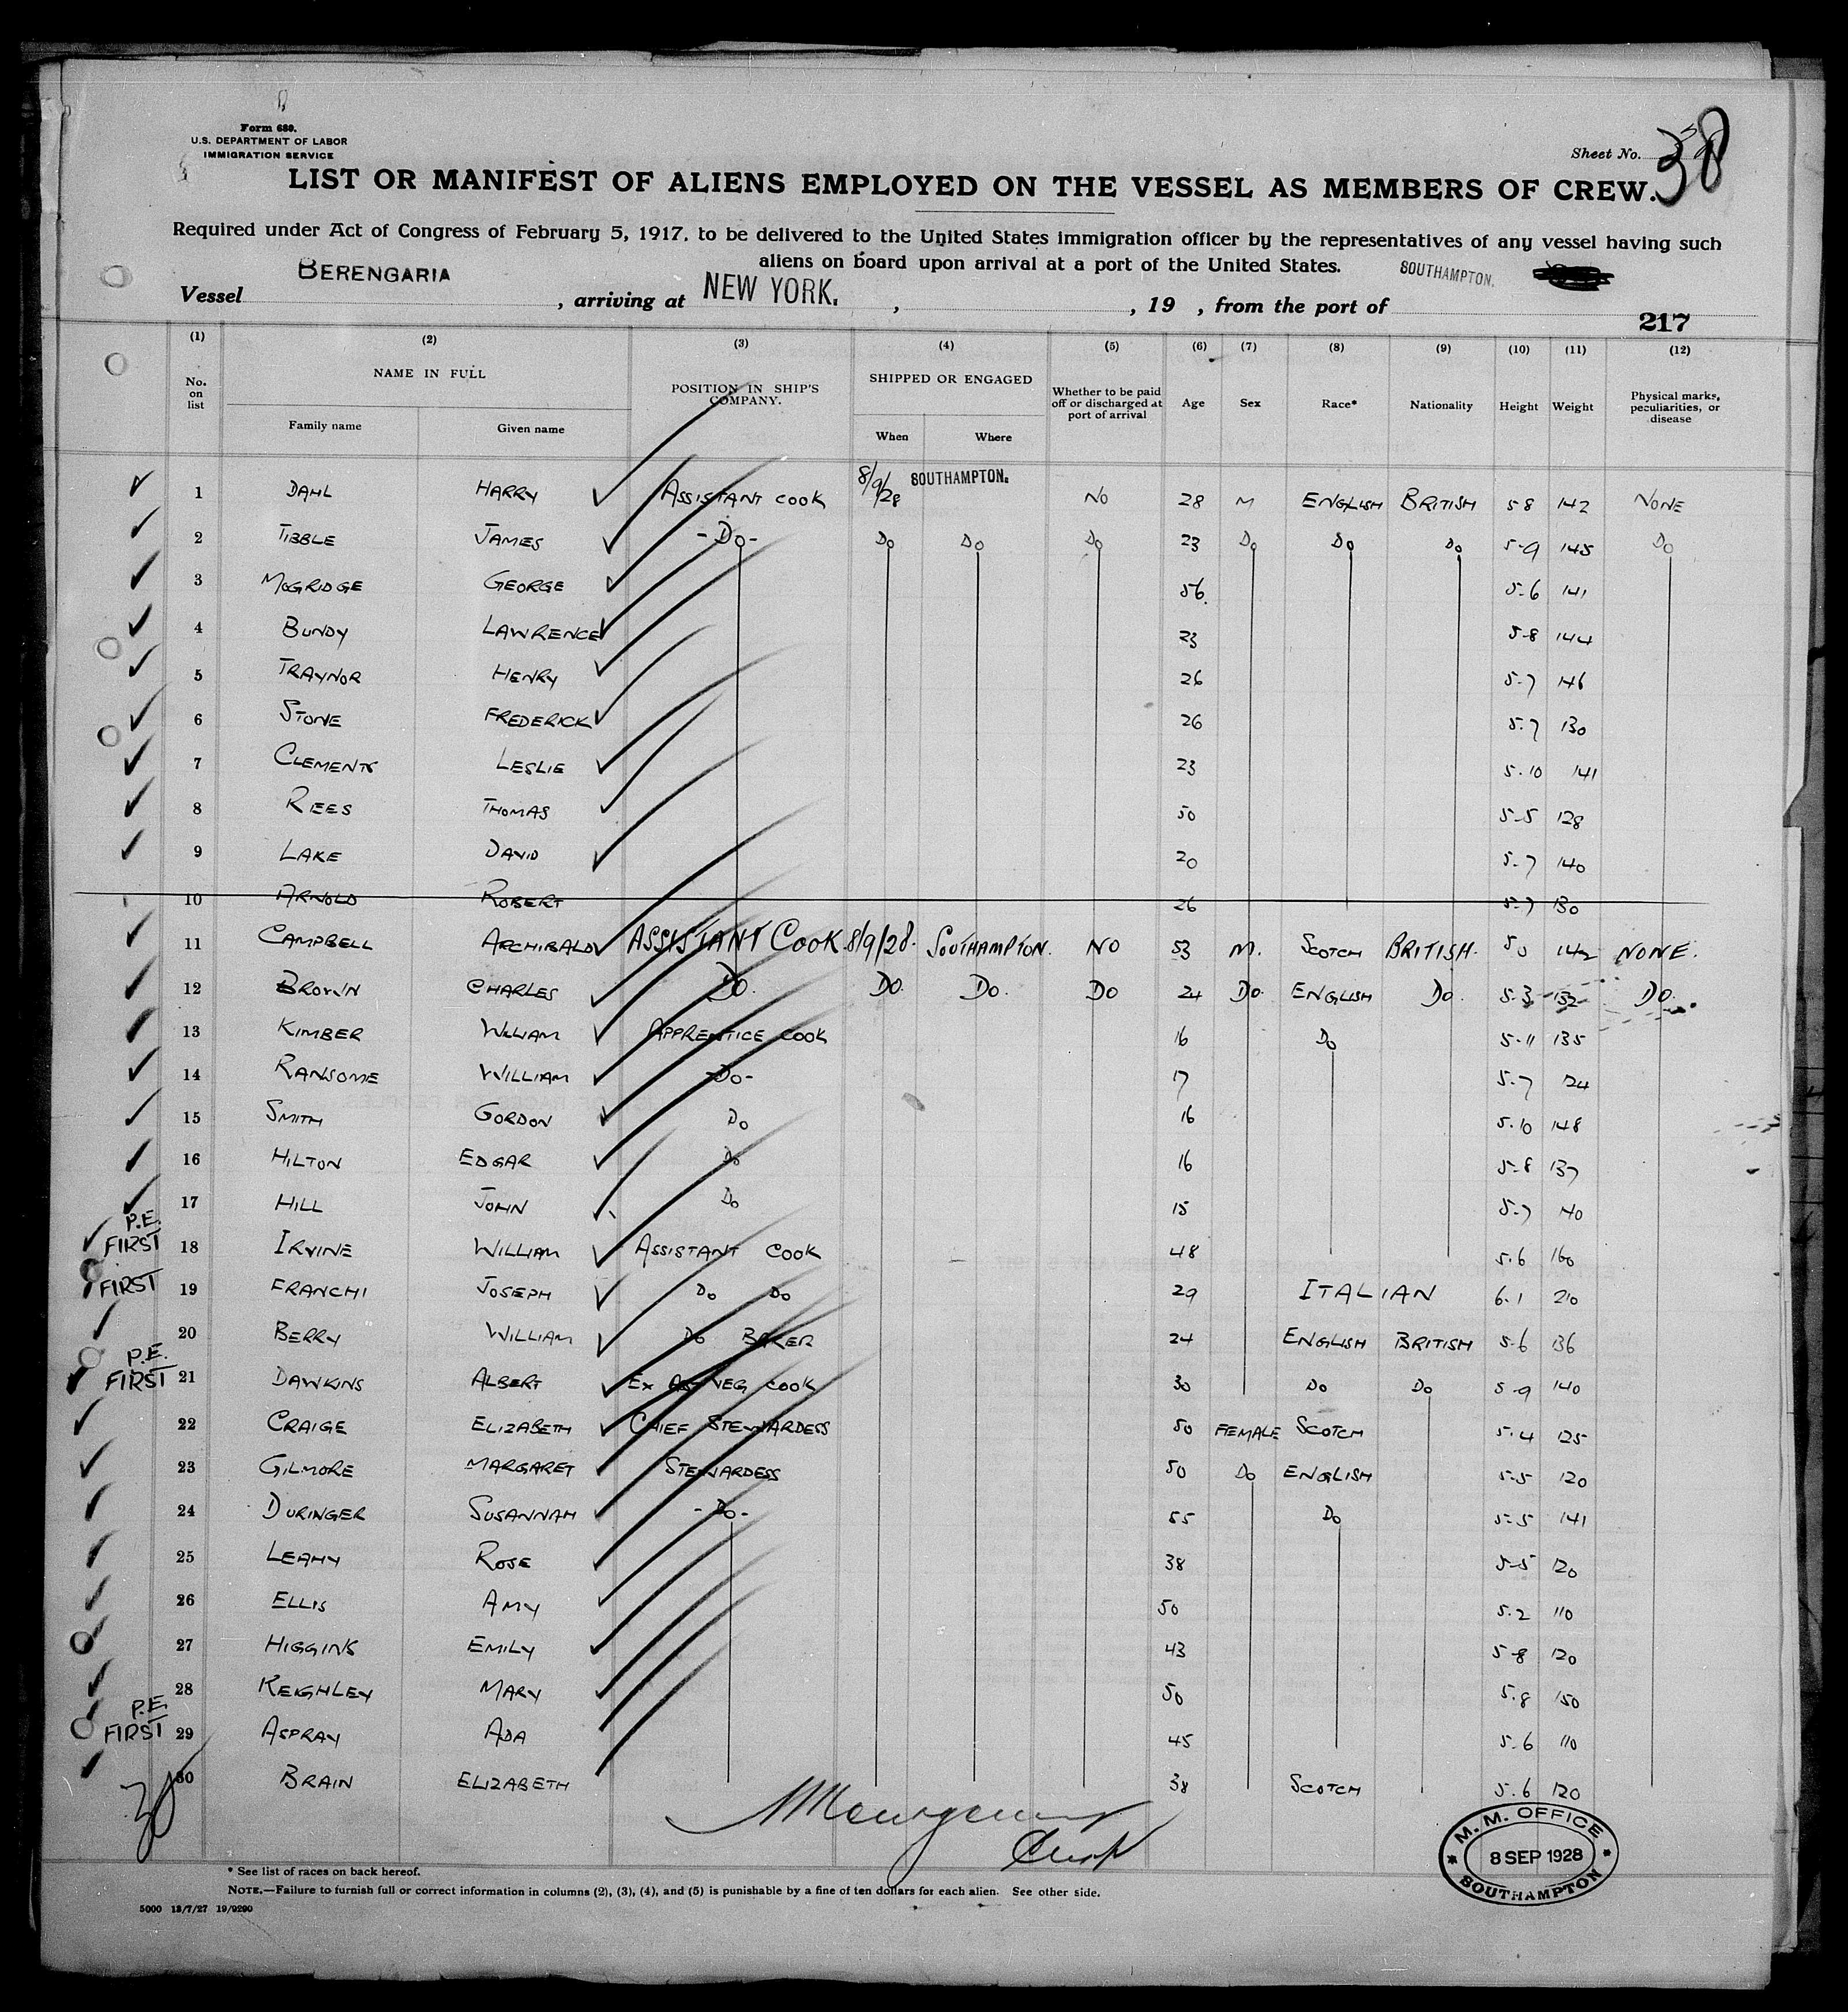 Form 680.
U.S. DEPARTMENT OF LABOR
IMMIGRATION SERVICE
Sheet No. 38
LIST OR MANIFEST OF ALIENS EMPLOYED ON THE VESSEL AS MEMBERS OF CREW.
Required under Act of Congress of February 5, 1917, to be delivered to the United States immigration officer by the representatives of any vessel having such
aliens on board upon arrival at a port of the United States.
Vessel BERENGARIA, arriving at NEW YORK. , , 19 , from the port of SOUTHAMPTON.
217
(1) (2) (3) (4) (5) (6) (7) (8) (9) (10) (11) (12)
No. on list NAME IN FULL POSITION IN SHIP'S COMPANY. SHIPPED OR ENGAGED Whether to be paid off or discharged at port of arrival Age Sex Race* Nationality Height Weight Physical marks, peculiarities, or disease
Family name Given name When Where
1 DAHL HARRY ASSISTANT COOK 8/9/28 SOUTHAMPTON. NO 28 M ENGLISH BRITISH 5 8 142 NONE
2 TIBBLE JAMES -DO- DO DO DO 23 DO DO DO 5-9 145 DO
3 MOGRIDGE GEORGE 56. 5-6 141
4 BUNDY LAWRENCE 23 5-8 144
5 TRAYNOR HENRY 26 5-7 146
6 STONE FREDERICK 26 5-7 130
7 CLEMENTS LESLIE 23 5.10 141
8 REES THOMAS 50 5-5 128
9 LAKE DAVID 20 5-7 140
10 ARNOLD ROBERT 26 5-7 130
11 CAMPBELL ARCHIBALD ASSISTANT COOK 8/9/28. SOUTHAMPTON. NO 53 M. SCOTCH BRITISH. 142 NONE.
12 BROWN CHARLES DO. DO. DO. DO 24 DO. ENGLISH DO. 5-3 132 DO.
13 KIMBER WILLIAM APPRENTICE COOK 16 DO 5-11 135
14 RANSOME WILLIAM -DO- 17 5-7 124
15 SMITH GORDON DO 16 5.10 148
16 HILTON EDGAR DO 16 5-8 137
17 HILL JOHN DO 15 5-7 140
P.E.
FIRST 18 IRVINE WILLIAM ASSISTANT COOK 48 5.6 160
FIRST 19 FRANCHI JOSEPH DO DO 29 ITALIAN 6.1 210
20 BERRY WILLIAM DO BAKER 24 ENGLISH BRITISH 5-6 136
P.E.
FIRST 21 DAWKINS ALBERT EX VEG COOK 30 DO DO 5-9 140
22 CRAIGE ELIZABETH CHIEF STEWARDESS 50 FEMALE SCOTCH 5.4 125
23 GILMORE MARGARET STEWARDESS 50 DO ENGLISH 5-5 120
24 DURINGER SUSANNAH -DO- 55 DO 5-5 141
25 LEAHY ROSE 38 5-5 120
26 ELLIS AMY 50 5.2 110
27 HIGGINS EMILY 43 5-8 120
28 KEIGHLEY MARY 50 5.8 150
P.E.
FIRST 29 ASPRAY ADA 45 5-6 110
30 BRAIN ELIZABETH 38 SCOTCH 5.6 120
30
M. M. OFFICE
8 SEP 1928
SOUTHAMPTON
* See list of races on back hereof.
NOTE.—Failure to furnish full or correct information in columns (2), (3), (4), and (5) is punishable by a fine of ten dollars for each alien. See other side.
5000 13/7/27 19/9290